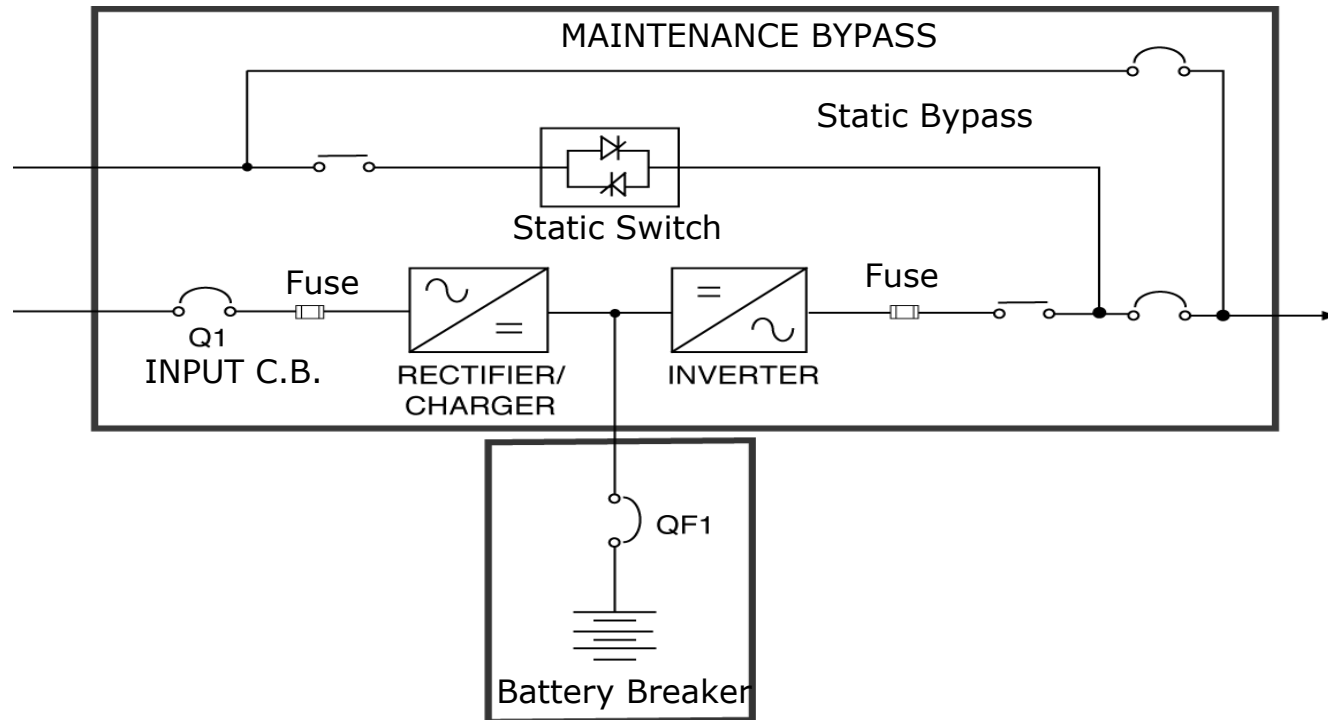 MAINTENANCE BYPASS
Static Bypass
Static Switch
Fuse
Fuse
Q1
INPUT C.B.
RECTIFIER/
CHARGER
INVERTER
QF1
Battery Breaker